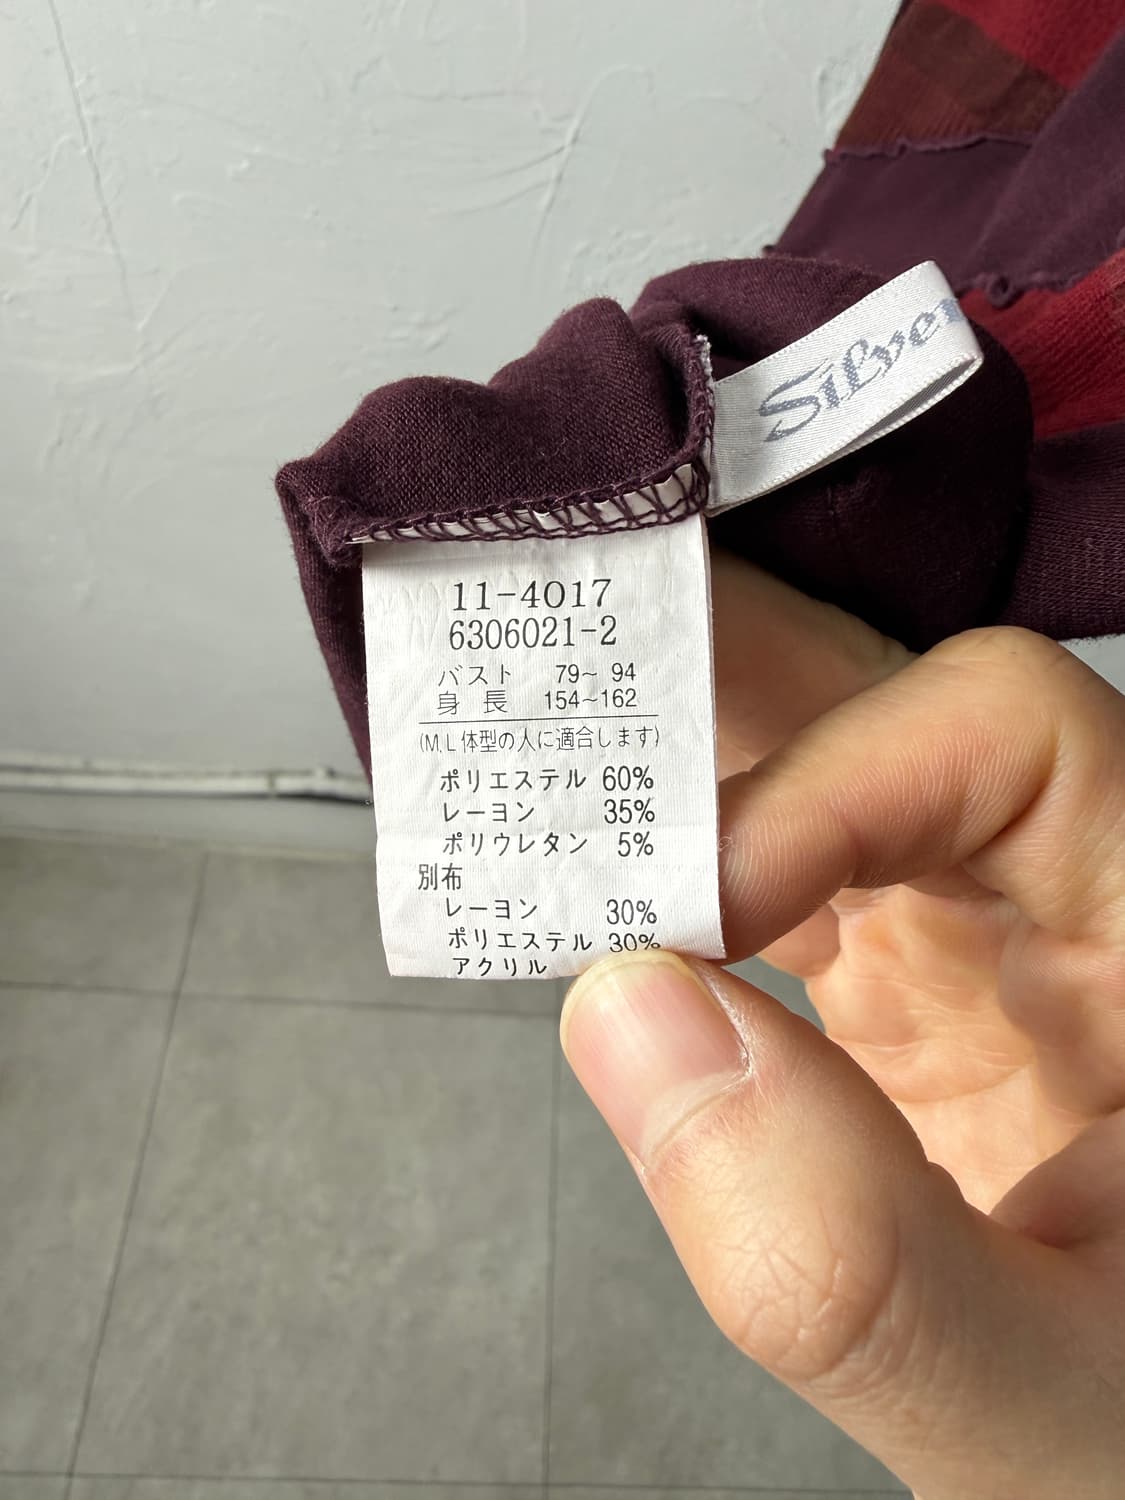 Silver
11-4017
6306021-2
バスト 79~ 94
身 長 154~162
(M.L体型の人に適合します)
ポリエステル 60%
レーヨン 35%
ポリウレタン 5%
別布
レーヨン 30%
ポリエステル 30%
アクリル